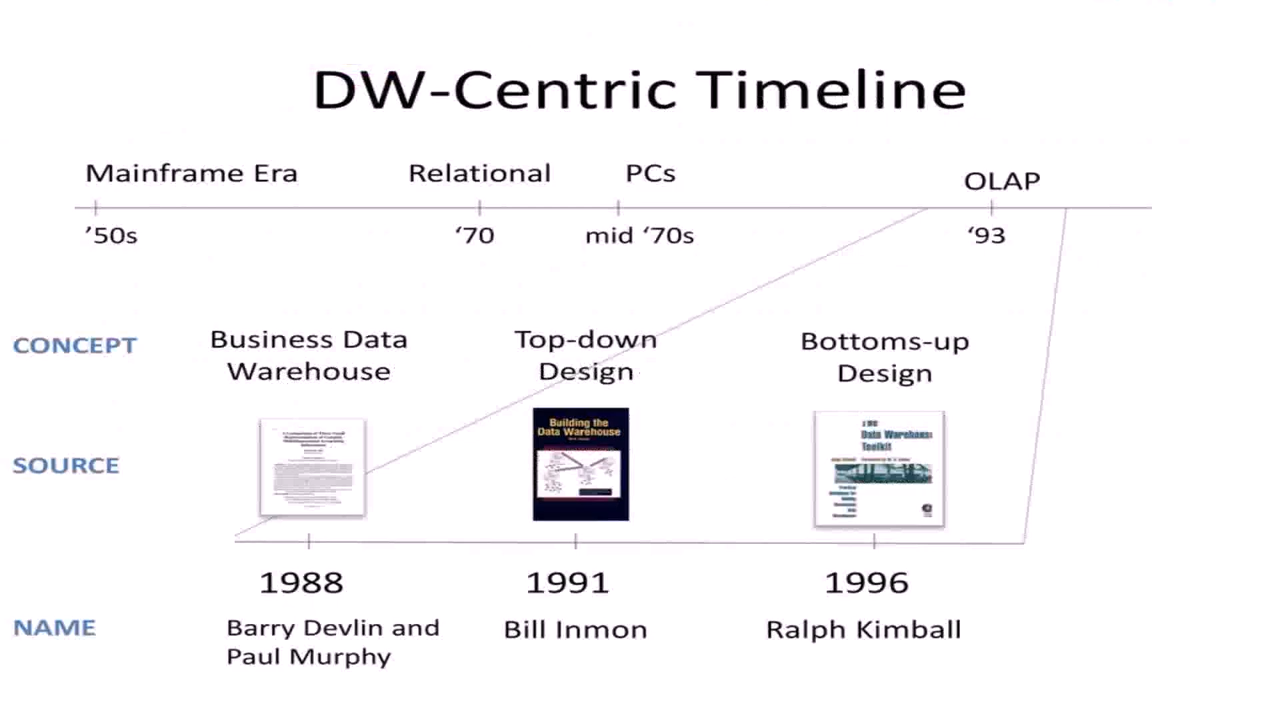 DW-Centric Timeline
Mainframe Era
Relational
PCs
OLAP
’50s
‘70
mid ‘70s
‘93
CONCEPT
Business Data
Warehouse
Top-down
Design
Bottoms-up
Design
SOURCE
Building the
Data Warehouse
Data Warehouse
Toolkit
1988
1991
1996
NAME
Barry Devlin and
Paul Murphy
Bill Inmon
Ralph Kimball